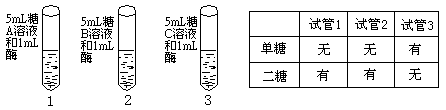 5mL糖
A溶液
和1mL
酶
1
5mL糖
B溶液
和1mL
酶
2
5mL糖
C溶液
和1mL
酶
3
试管1 试管2 试管3
单糖 无 无 有
二糖 有 有 无